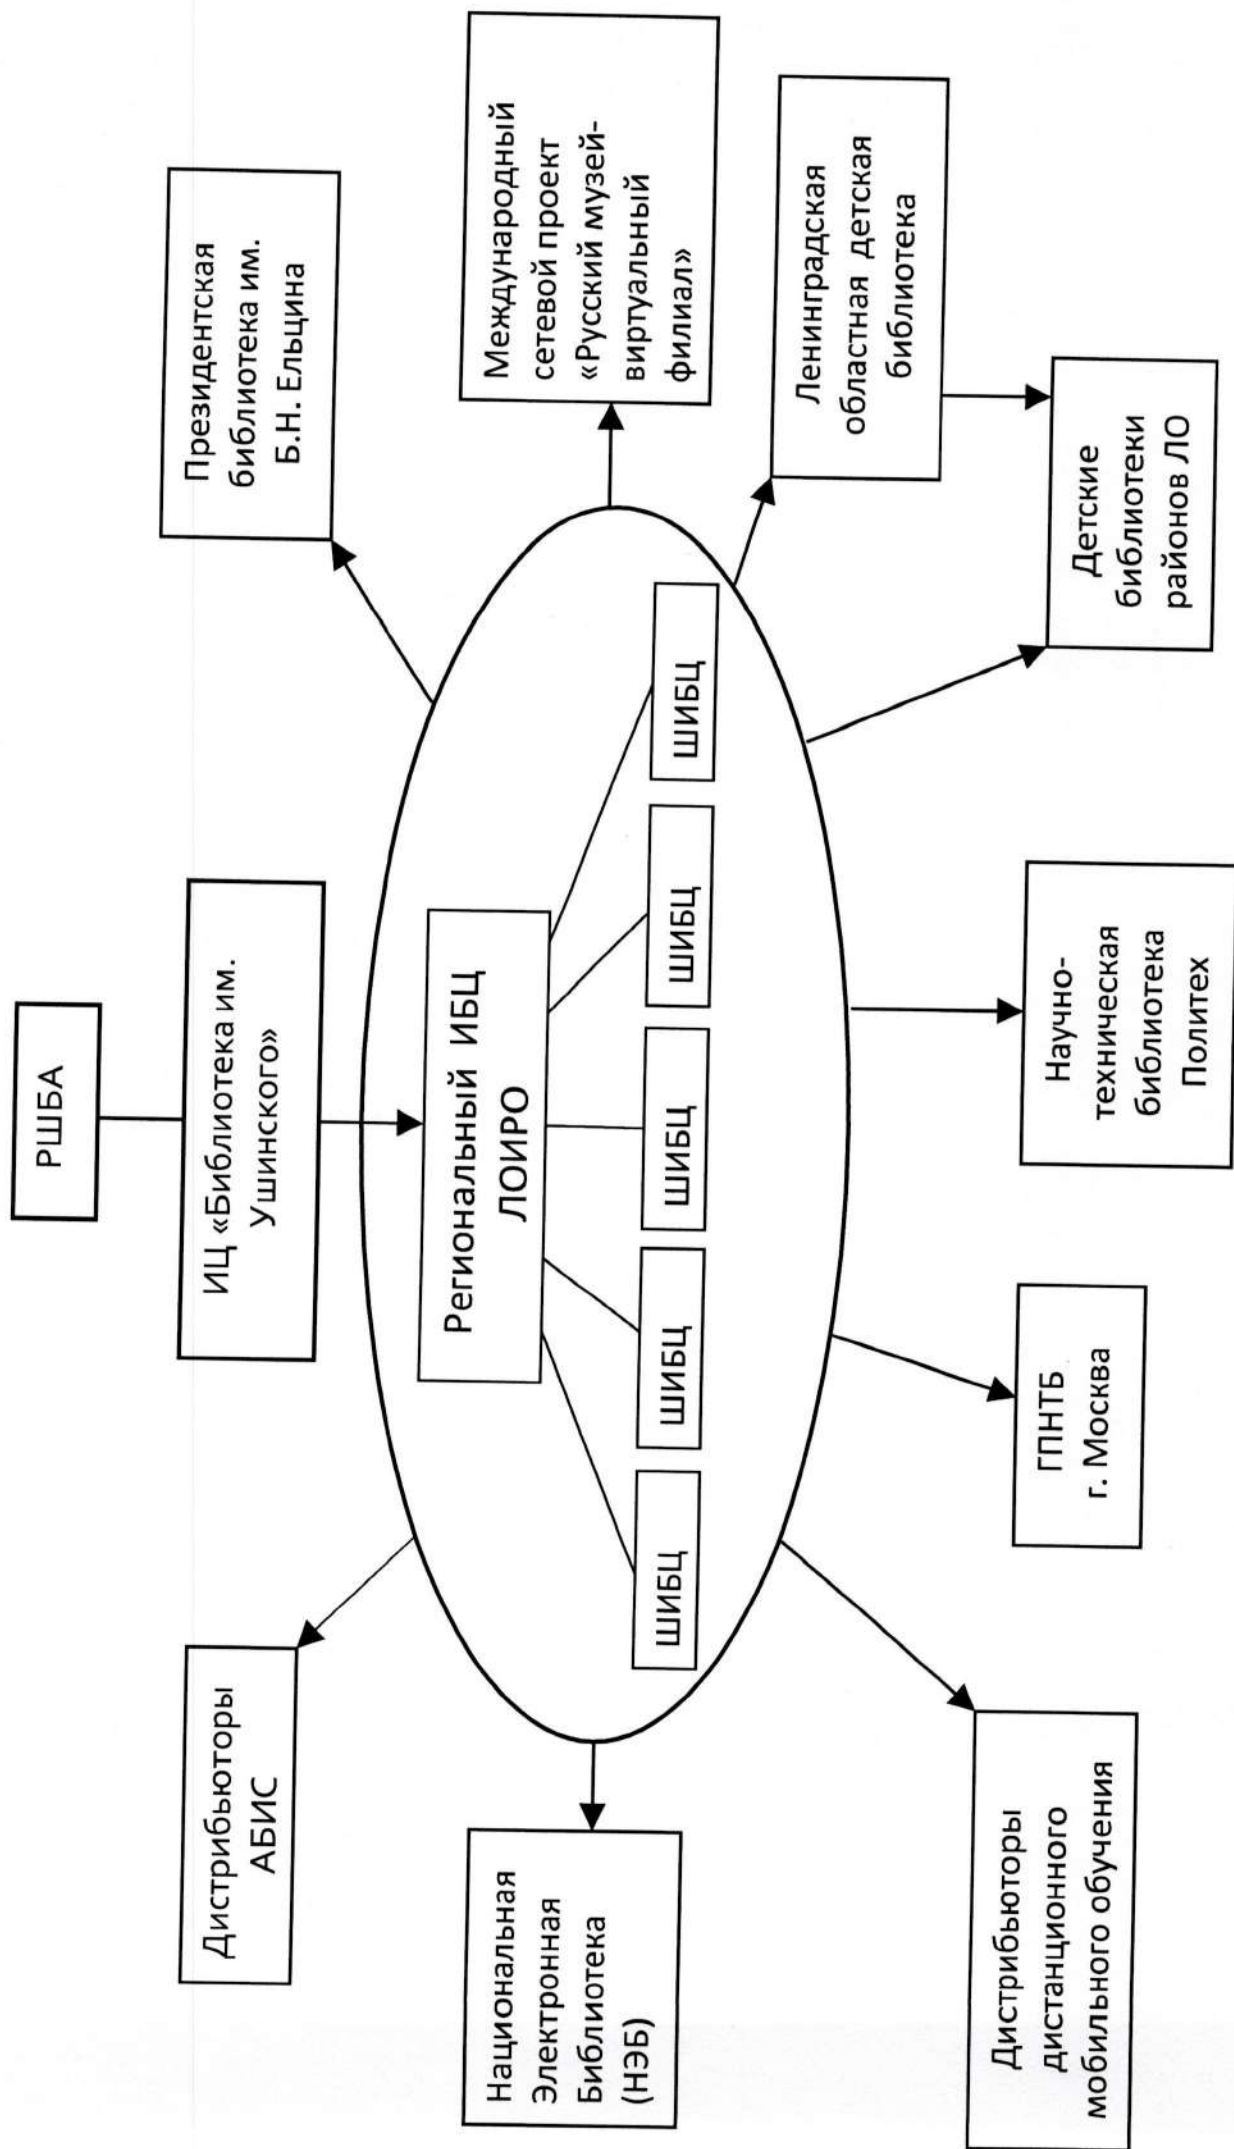 РШБА
ИЦ «Библиотека им.
Ушинского»
Дистрибьюторы
АБИС
Президентская
библиотека им.
Б.Н. Ельцина
Региональный ИБЦ
ЛОИРО
ШИБЦ
ШИБЦ
ШИБЦ
ШИБЦ
ШИБЦ
Национальная
Электронная
Библиотека
(НЭБ)
Международный
сетевой проект
«Русский музей-
виртуальный
филиал»
Ленинградская
областная детская
библиотека
Дистрибьюторы
дистанционного
мобильного обучения
ГПНТБ
г. Москва
Научно-
техническая
библиотека
Политех
Детские
библиотеки
районов ЛО